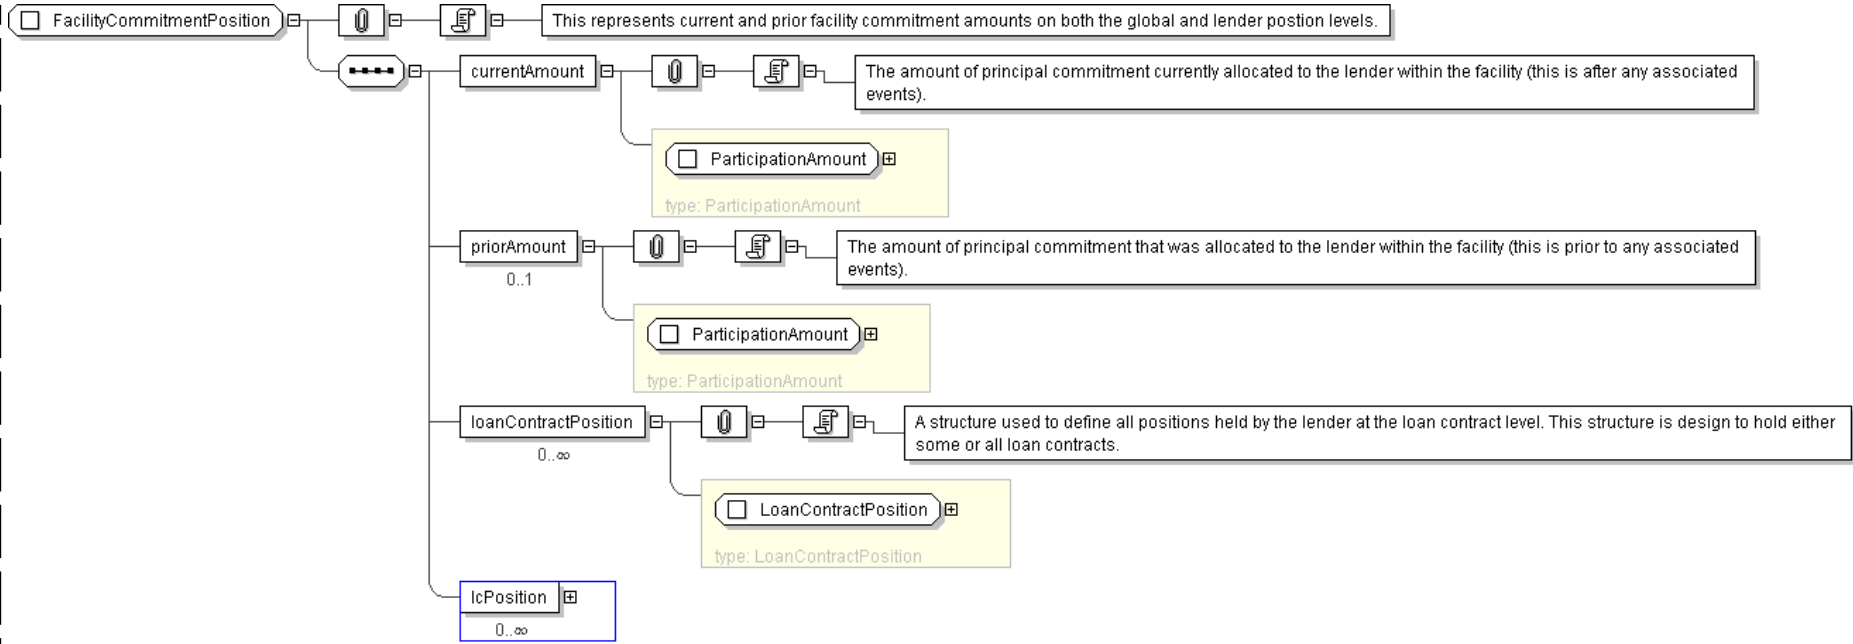 FacilityCommitmentPosition
This represents current and prior facility commitment amounts on both the global and lender postion levels.
currentAmount
The amount of principal commitment currently allocated to the lender within the facility (this is after any associated
events).
ParticipationAmount
type: ParticipationAmount
priorAmount
0..1
The amount of principal commitment that was allocated to the lender within the facility (this is prior to any associated
events).
ParticipationAmount
type: ParticipationAmount
loanContractPosition
0..∞
A structure used to define all positions held by the lender at the loan contract level. This structure is design to hold either
some or all loan contracts.
LoanContractPosition
type: LoanContractPosition
lcPosition
0..∞